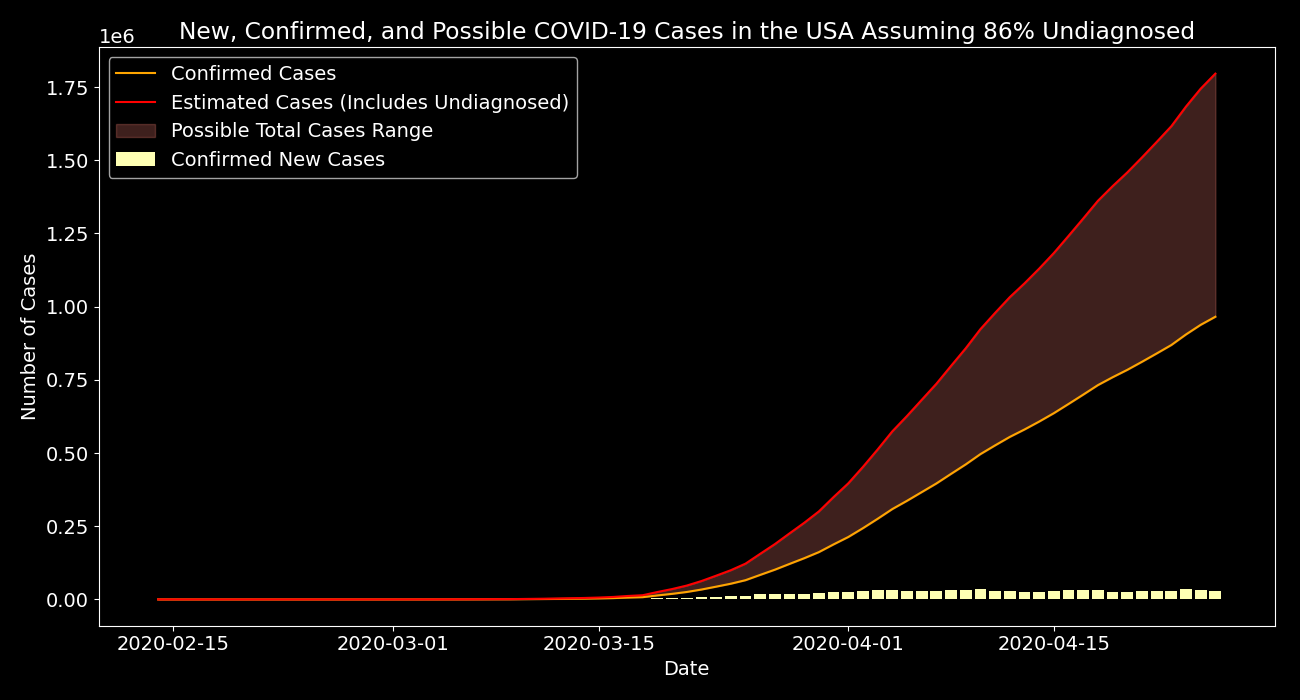 New, Confirmed, and Possible COVID-19 Cases in the USA Assuming 86% Undiagnosed
1e6
Confirmed Cases
Estimated Cases (Includes Undiagnosed)
Possible Total Cases Range
Confirmed New Cases
1.75
1.50
1.25
1.00
0.75
0.50
0.25
0.00
Number of Cases
2020-02-15 2020-03-01 2020-03-15 2020-04-01 2020-04-15
Date